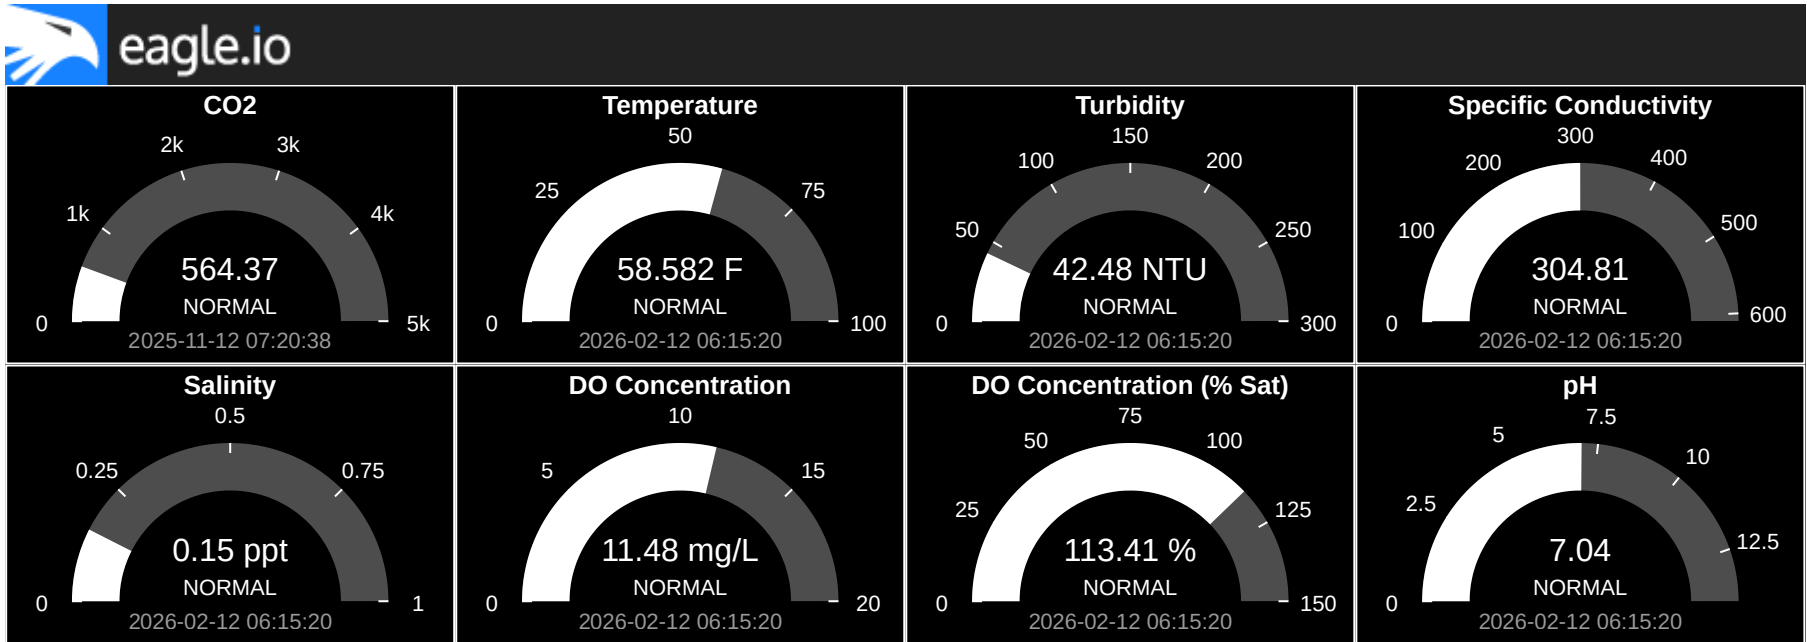 eagle.io
CO2
2k 3k
1k 4k
0 5k
564.37
NORMAL
2025-11-12 07:20:38
Temperature
50
25 75
0 100
58.582 F
NORMAL
2026-02-12 06:15:20
Turbidity
150
100 200
50 250
0 300
42.48 NTU
NORMAL
2026-02-12 06:15:20
Specific Conductivity
300
200 400
100 500
0 600
304.81
NORMAL
2026-02-12 06:15:20
Salinity
0.5
0.25 0.75
0 1
0.15 ppt
NORMAL
2026-02-12 06:15:20
DO Concentration
10
5 15
0 20
11.48 mg/L
NORMAL
2026-02-12 06:15:20
DO Concentration (% Sat)
75
50 100
25 125
0 150
113.41 %
NORMAL
2026-02-12 06:15:20
pH
7.5
5 10
2.5 12.5
0
7.04
NORMAL
2026-02-12 06:15:20